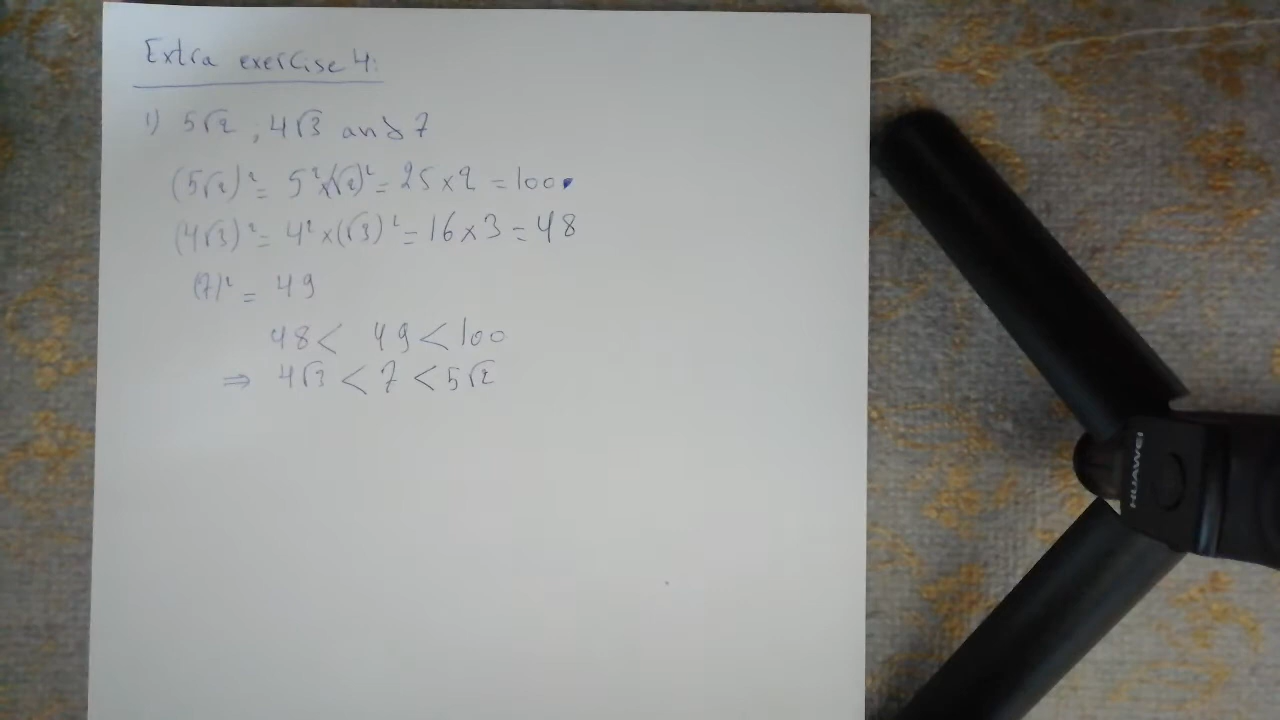 Extra exercise 4:
1) 5√2 , 4√3 and 7
(5√2)² = 5²×(√2)² = 25×2 = 100.
(4√3)² = 4²×(√3)² = 16×3 = 48
(7)² = 49
48 < 49 < 100
⇒ 4√3 < 7 < 5√2
HUAWEI